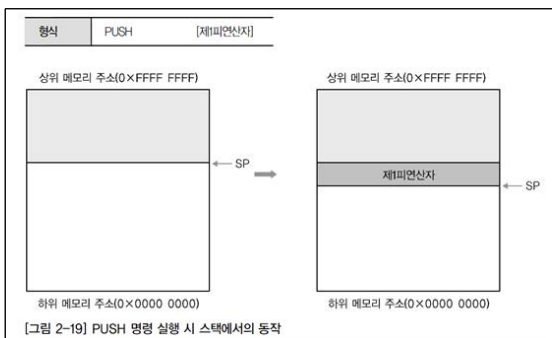 형식 PUSH [제1피연산자]
상위 메모리 주소(0×FFFF FFFF)
SP
하위 메모리 주소(0×0000 0000)
상위 메모리 주소(0×FFFF FFFF)
제1피연산자
SP
하위 메모리 주소(0×0000 0000)
[그림 2-19] PUSH 명령 실행 시 스택에서의 동작